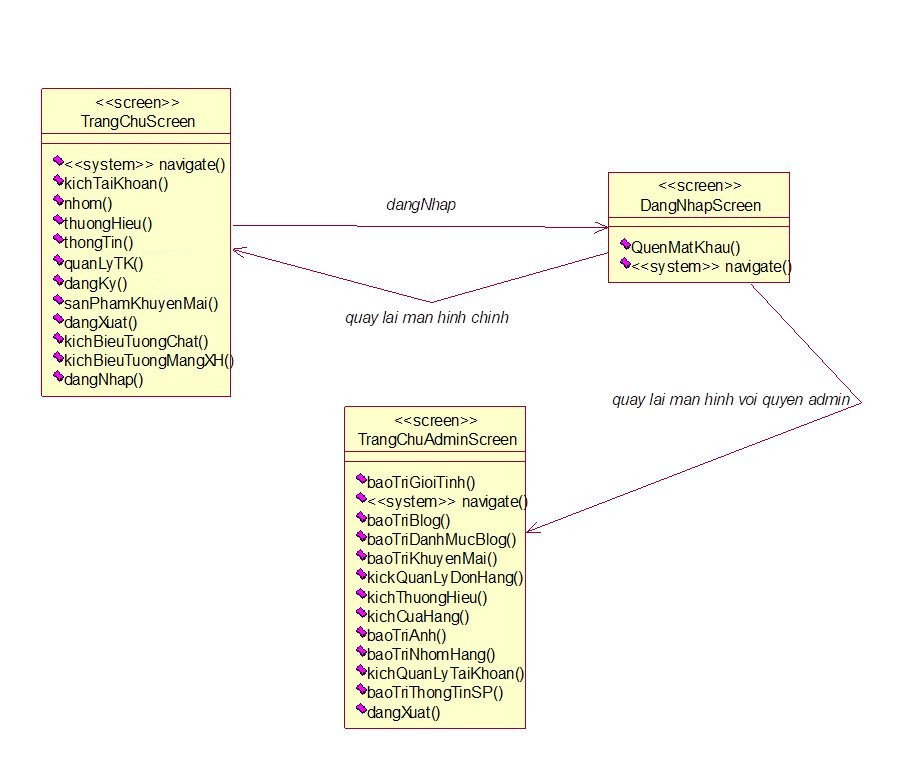 <<screen>>
TrangChuScreen
<<system>> navigate()
kichTaiKhoan()
nhom()
thuongHieu()
thongTin()
quanLyTK()
dangKy()
sanPhamKhuyenMai()
dangXuat()
kichBieuTuongChat()
kichBieuTuongMangXH()
dangNhap()
dangNhap
quay lai man hinh chinh
<<screen>>
DangNhapScreen
QuenMatKhau()
<<system>> navigate()
quay lai man hinh voi quyen admin
<<screen>>
TrangChuAdminScreen
baoTriGioiTinh()
<<system>> navigate()
baoTriBlog()
baoTriDanhMucBlog()
baoTriKhuyenMai()
kickQuanLyDonHang()
kichThuongHieu()
kichCuaHang()
baoTriAnh()
baoTriNhomHang()
kichQuanLyTaiKhoan()
baoTriThongTinSP()
dangXuat()